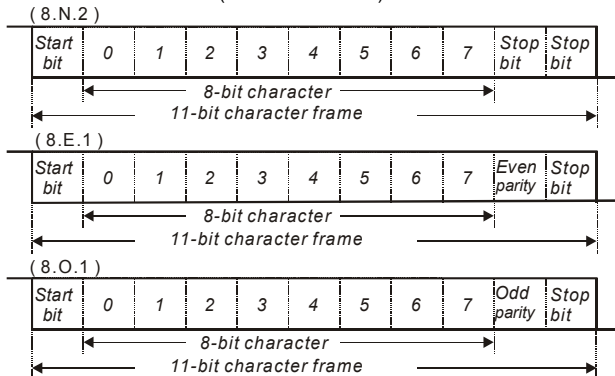 ( 8.N.2 )
Start bit 0 1 2 3 4 5 6 7 Stop bit Stop bit
8-bit character
11-bit character frame
( 8.E.1 )
Start bit 0 1 2 3 4 5 6 7 Even parity Stop bit
8-bit character
11-bit character frame
( 8.O.1 )
Start bit 0 1 2 3 4 5 6 7 Odd parity Stop bit
8-bit character
11-bit character frame